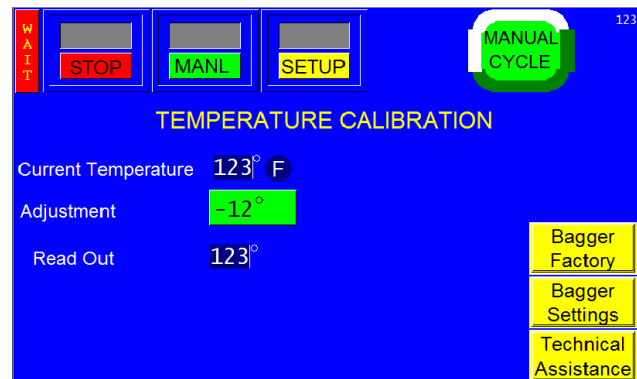 WAIT
STOP
MANL
SETUP
MANUAL
CYCLE
123
TEMPERATURE CALIBRATION
Current Temperature 123° F
Adjustment -12°
Read Out 123°
Bagger
Factory
Bagger
Settings
Technical
Assistance